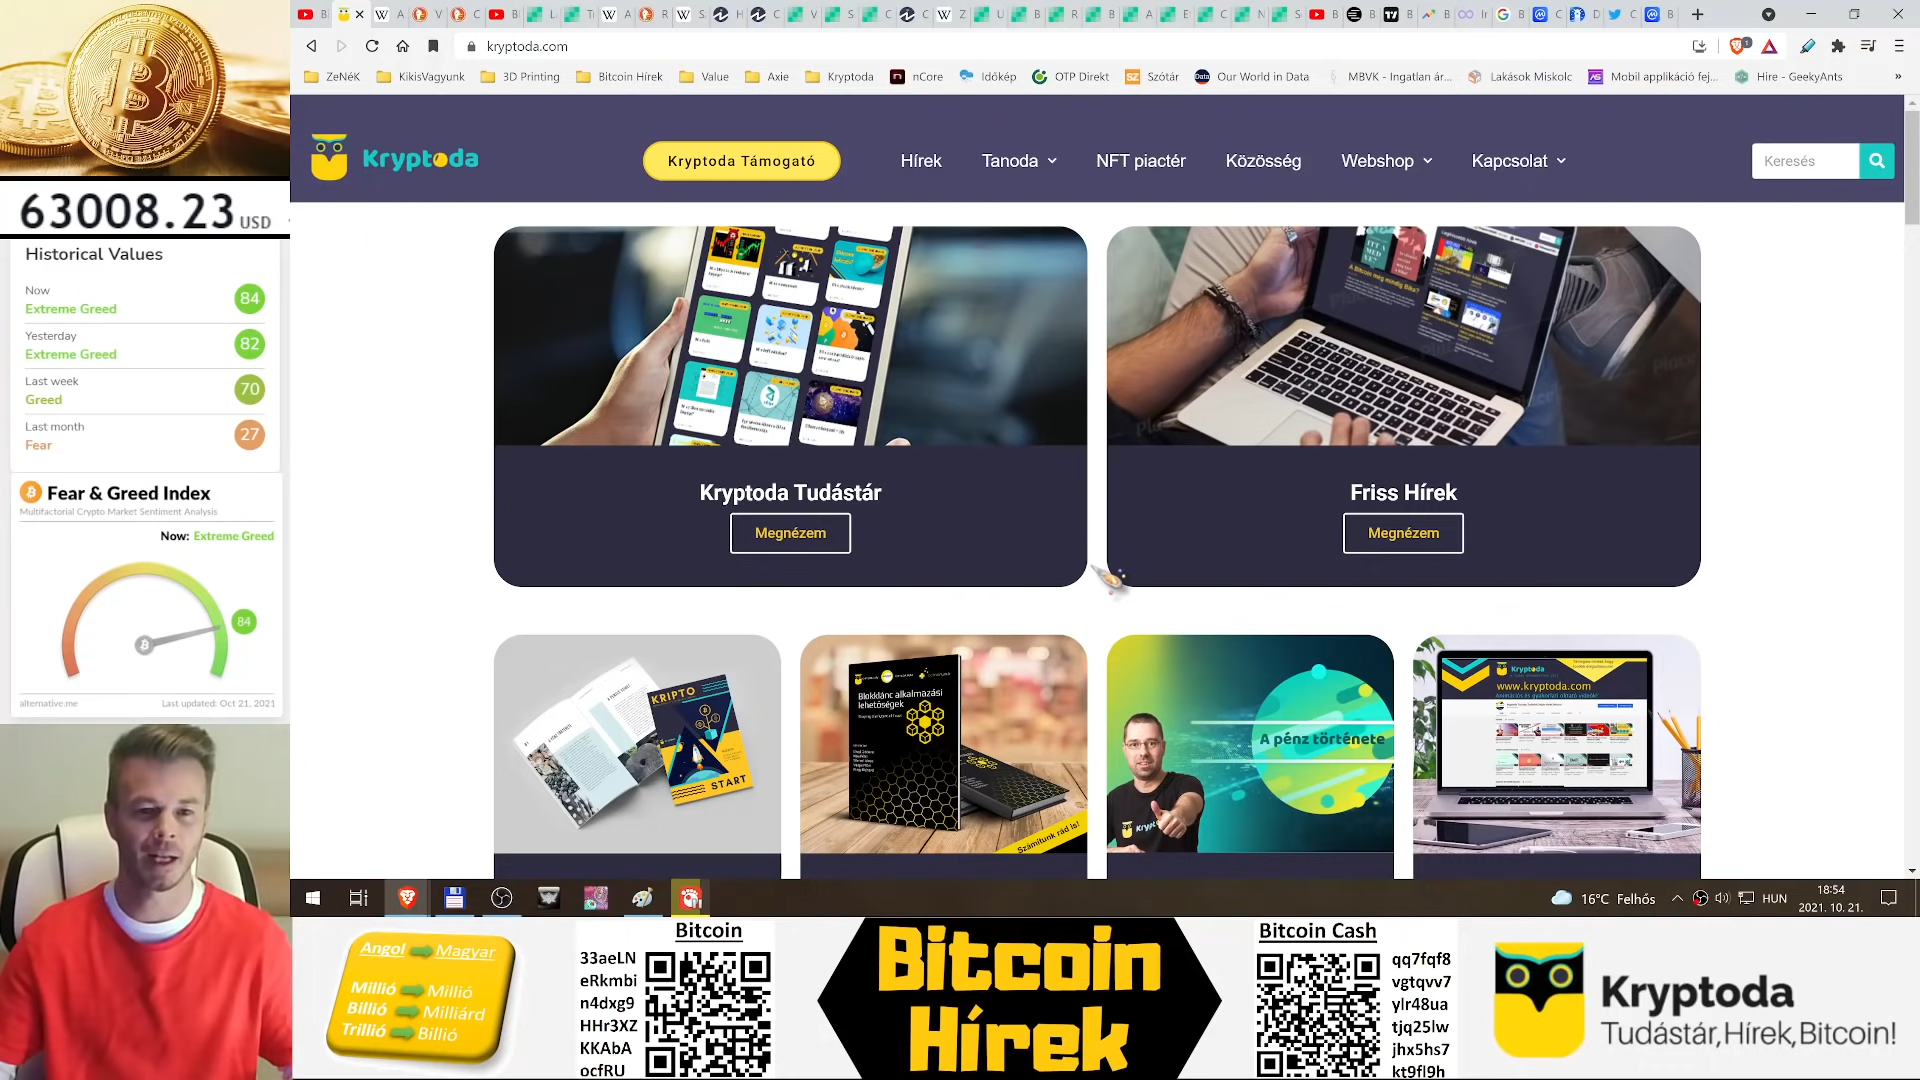 kryptoda.com
ZeNéK
KikisVagyunk
3D Printing
Bitcoin Hírek
Value
Axie
Kryptoda
nCore
Időkép
OTP Direkt
Szótár
Our World in Data
MBVK - Ingatlan ár...
Lakások Miskolc
Mobil applikáció fej...
Hire - GeekyAnts
Kryptoda
Kryptoda Támogató
Hírek
Tanoda
NFT piactér
Közösség
Webshop
Kapcsolat
Keresés
63008.23 USD
Historical Values
Now
Extreme Greed
84
Yesterday
Extreme Greed
82
Last week
Greed
70
Last month
Fear
27
Fear & Greed Index
Multifactorial Crypto Market Sentiment Analysis
Now: Extreme Greed
84
alternative.me
Last updated: Oct 21, 2021
Kryptoda Tudástár
Megnézem
Friss Hírek
Megnézem
KRIPTO
START
Blokklánc alkalmazási
lehetőségek
Számítunk rád is!
A pénz története
Kryptoda
www.kryptoda.com
16°C Felhős
HUN
18:54
2021. 10. 21.
Angol Magyar
Millió Millió
Billió Milliárd
Trillió Billió
Bitcoin
33aeLN
eRkmbi
n4dxg9
HHr3XZ
KKAbA
ocfRU
Bitcoin
Hírek
Bitcoin Cash
qq7fqf8
vgtqvv7
ylr48ua
tjq25lw
jhx5hs7
kt9fl9h
Kryptoda
Tudástár,Hírek,Bitcoin!